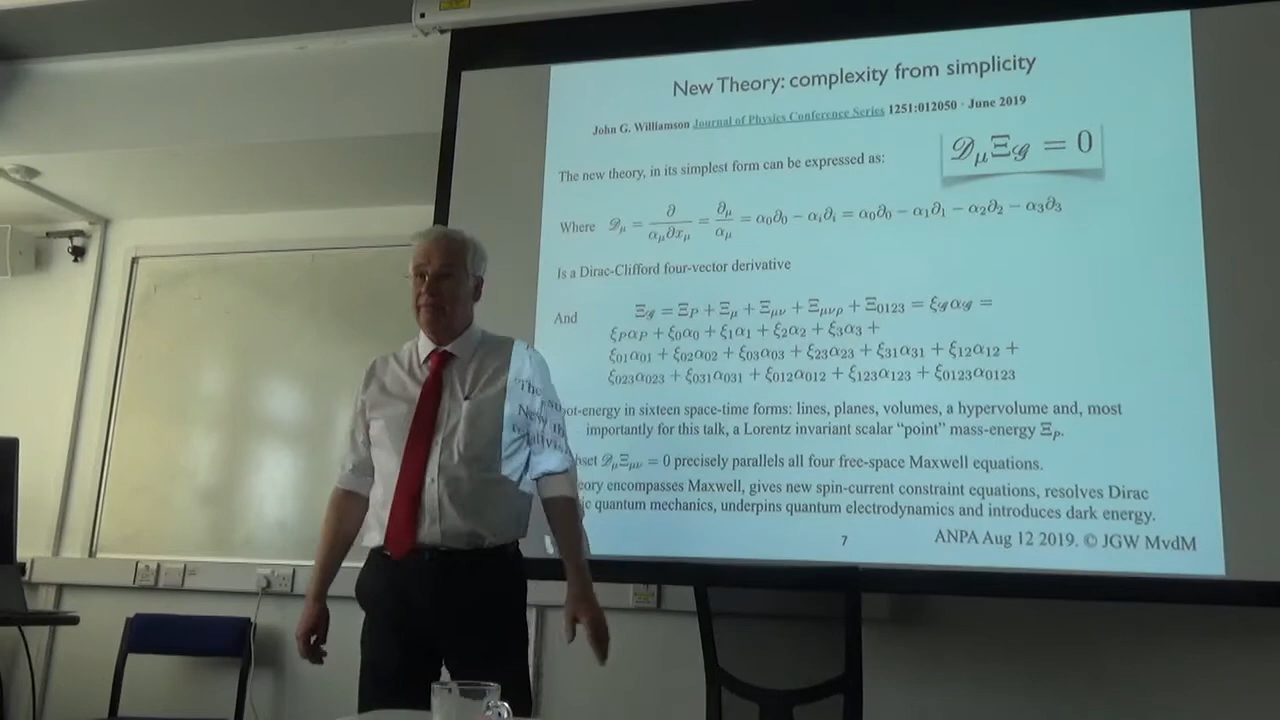 New Theory: complexity from simplicity
John G. Williamson Journal of Physics Conference Series 1251:012050 · June 2019
The new theory, in its simplest form can be expressed as:
𝒟μ Ξ𝒢 = 0
Where 𝒟μ = ∂/αμ∂xμ = ∂μ/αμ = α0∂0 − αi∂i = α0∂0 − α1∂1 − α2∂2 − α3∂3
Is a Dirac-Clifford four-vector derivative
And Ξ𝒢 = ΞP + Ξμ + Ξμν + Ξμνρ + Ξ0123 = ξ𝒢α𝒢 =
ξPαP + ξ0α0 + ξ1α1 + ξ2α2 + ξ3α3 +
ξ01α01 + ξ02α02 + ξ03α03 + ξ23α23 + ξ31α31 + ξ12α12 +
ξ023α023 + ξ031α031 + ξ012α012 + ξ123α123 + ξ0123α0123
oot-energy in sixteen space-time forms: lines, planes, volumes, a hypervolume and, most
importantly for this talk, a Lorentz invariant scalar “point” mass-energy ΞP.
bset 𝒟μΞμν = 0 precisely parallels all four free-space Maxwell equations.
New eory encompasses Maxwell, gives new spin-current constraint equations, resolves Dirac
ic quantum mechanics, underpins quantum electrodynamics and introduces dark energy.
7
ANPA Aug 12 2019. © JGW MvdM